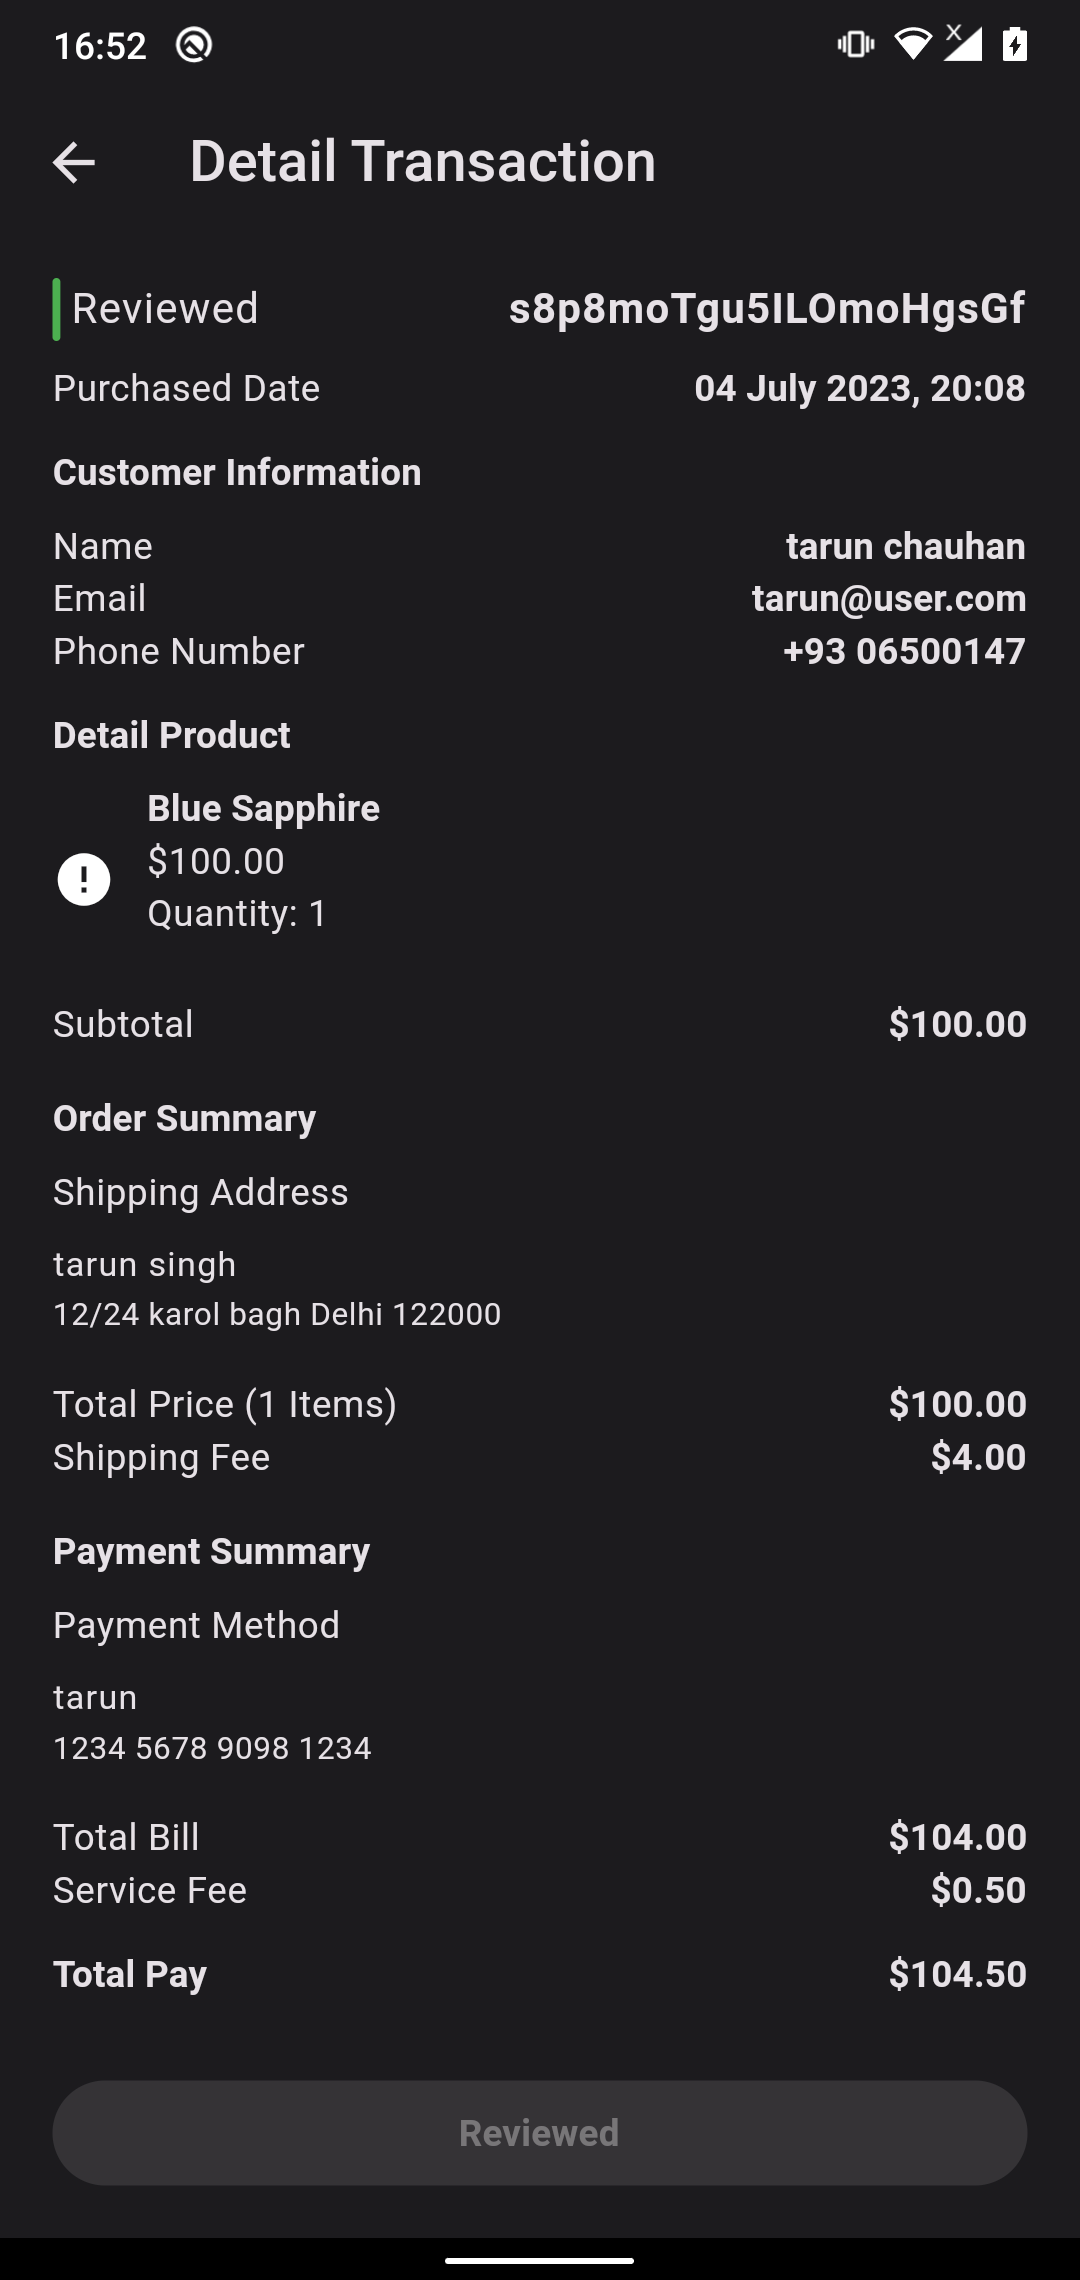 16:52
Detail Transaction
Reviewed s8p8moTgu5ILOmoHgsGf
Purchased Date 04 July 2023, 20:08
Customer Information
Name tarun chauhan
Email tarun@user.com
Phone Number +93 06500147
Detail Product
Blue Sapphire
$100.00
Quantity: 1
Subtotal $100.00
Order Summary
Shipping Address
tarun singh
12/24 karol bagh Delhi 122000
Total Price (1 Items) $100.00
Shipping Fee $4.00
Payment Summary
Payment Method
tarun
1234 5678 9098 1234
Total Bill $104.00
Service Fee $0.50
Total Pay $104.50
Reviewed